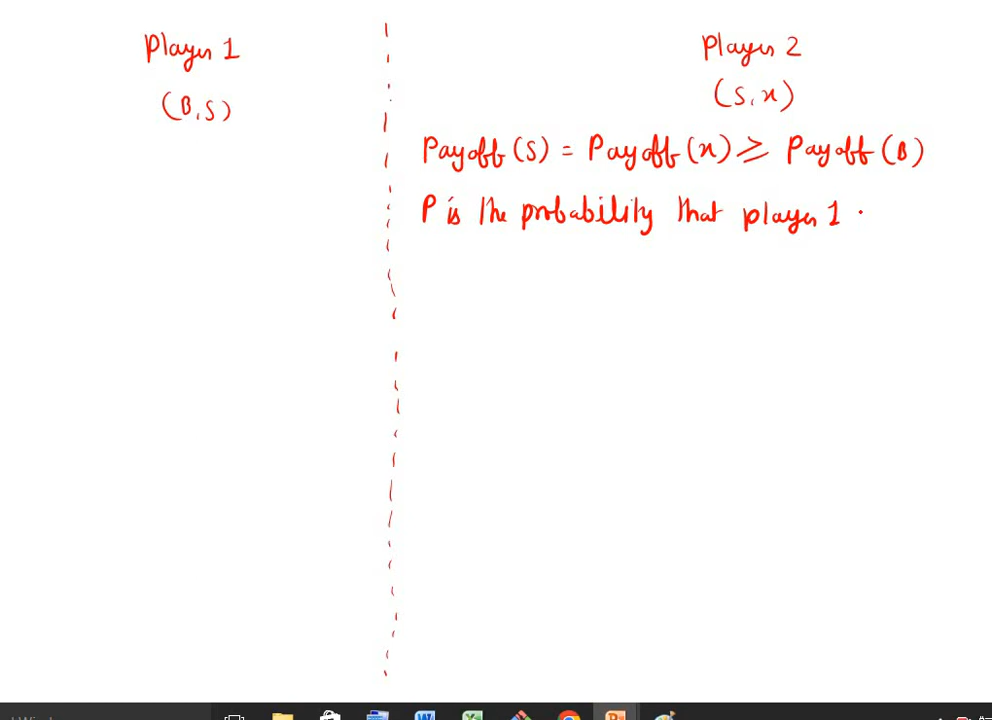 Player 1
(B,S)
Player 2
(S,x)
Payoff (S) = Payoff (x) ≥ Payoff (B)
P is the probability that player 1